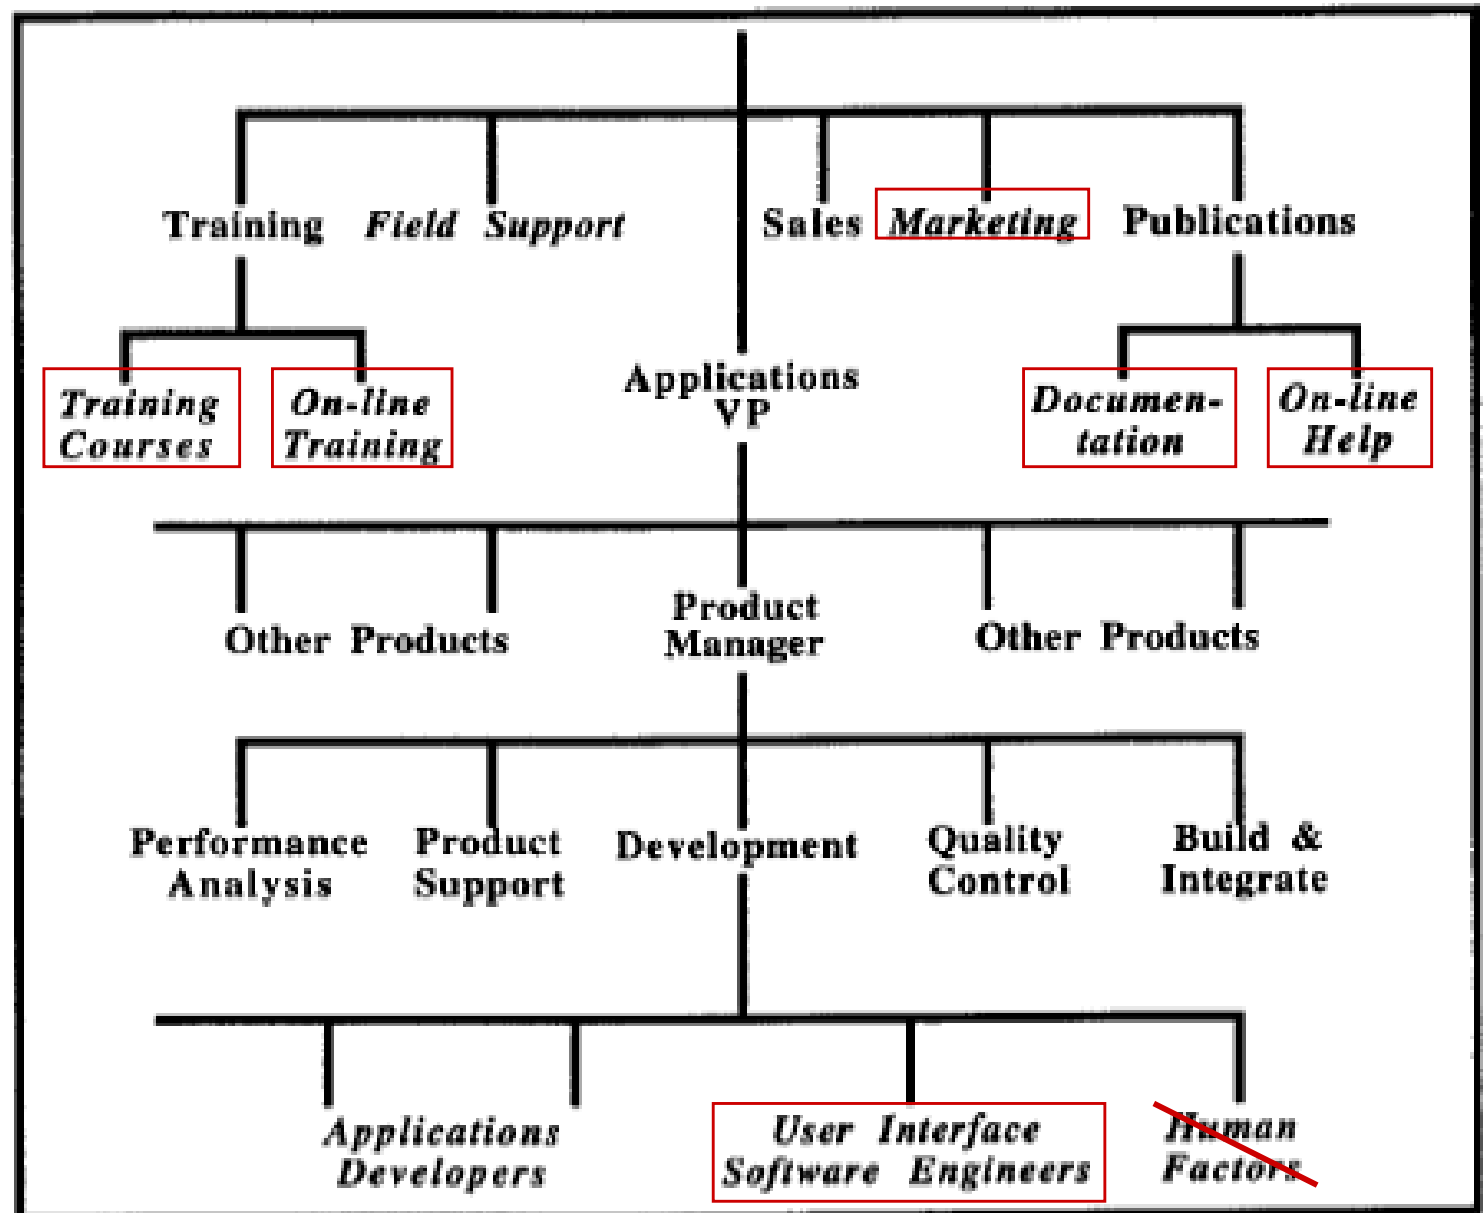 Training Field Support Sales Marketing Publications
Training
Courses
On-line
Training
Applications
VP
Documen-
tation
On-line
Help
Other Products
Product
Manager
Other Products
Performance
Analysis
Product
Support
Development
Quality
Control
Build &
Integrate
Applications
Developers
User Interface
Software Engineers
Human
Factors